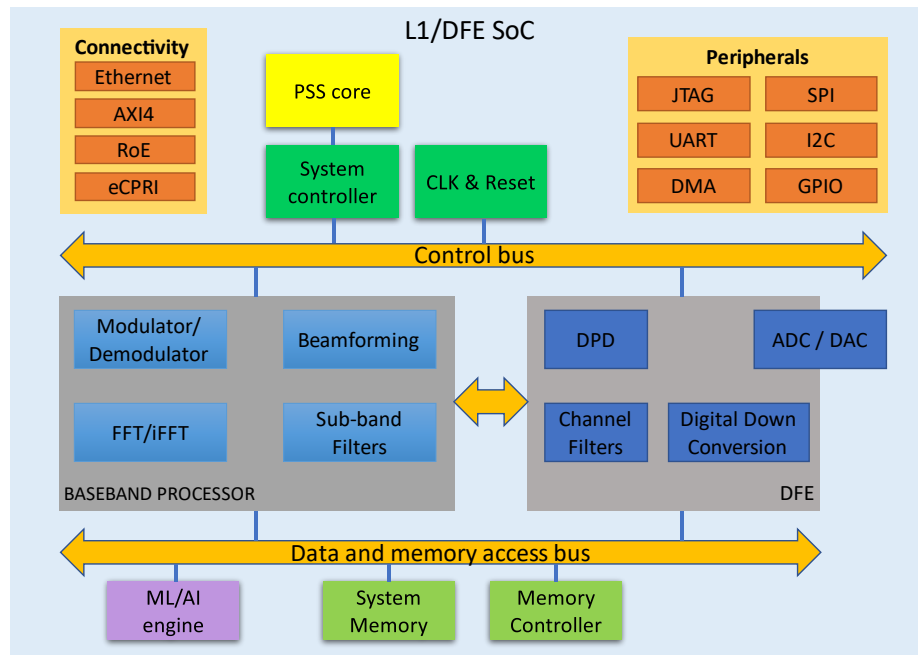 L1/DFE SoC
Connectivity
Ethernet
AXI4
RoE
eCPRI
PSS core
System
controller
CLK & Reset
Peripherals
JTAG
SPI
UART
I2C
DMA
GPIO
Control bus
Modulator/
Demodulator
Beamforming
FFT/iFFT
Sub-band
Filters
BASEBAND PROCESSOR
DPD
ADC / DAC
Channel
Filters
Digital Down
Conversion
DFE
Data and memory access bus
ML/AI
engine
System
Memory
Memory
Controller